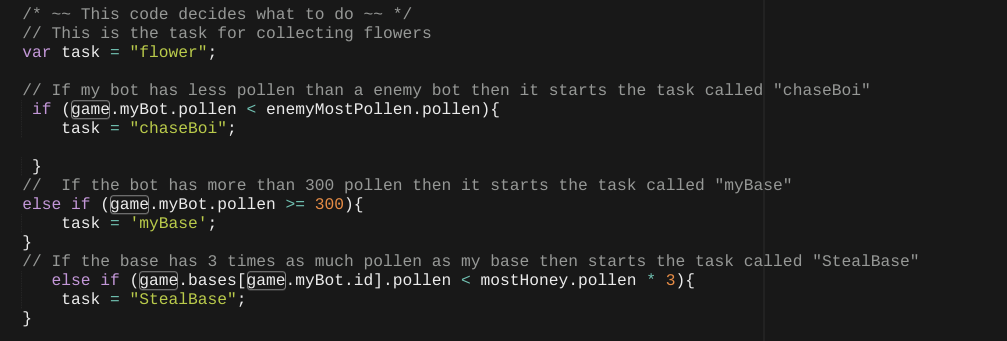 /* ~~ This code decides what to do ~~ */
// This is the task for collecting flowers
var task = "flower";
// If my bot has less pollen than a enemy bot then it starts the task called "chaseBoi"
if (game.myBot.pollen < enemyMostPollen.pollen){
task = "chaseBoi";
}
//  If the bot has more than 300 pollen then it starts the task called "myBase"
else if (game.myBot.pollen >= 300){
task = 'myBase';
}
// If the base has 3 times as much pollen as my base then starts the task called "StealBase"
else if (game.bases[game.myBot.id].pollen < mostHoney.pollen * 3){
task = "StealBase";
}